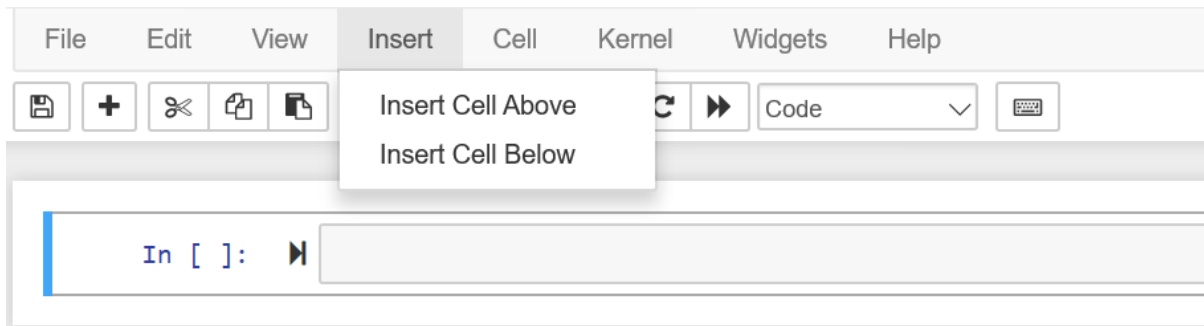 File Edit View Insert Cell Kernel Widgets Help
Code
Insert Cell Above
Insert Cell Below
In [ ]: